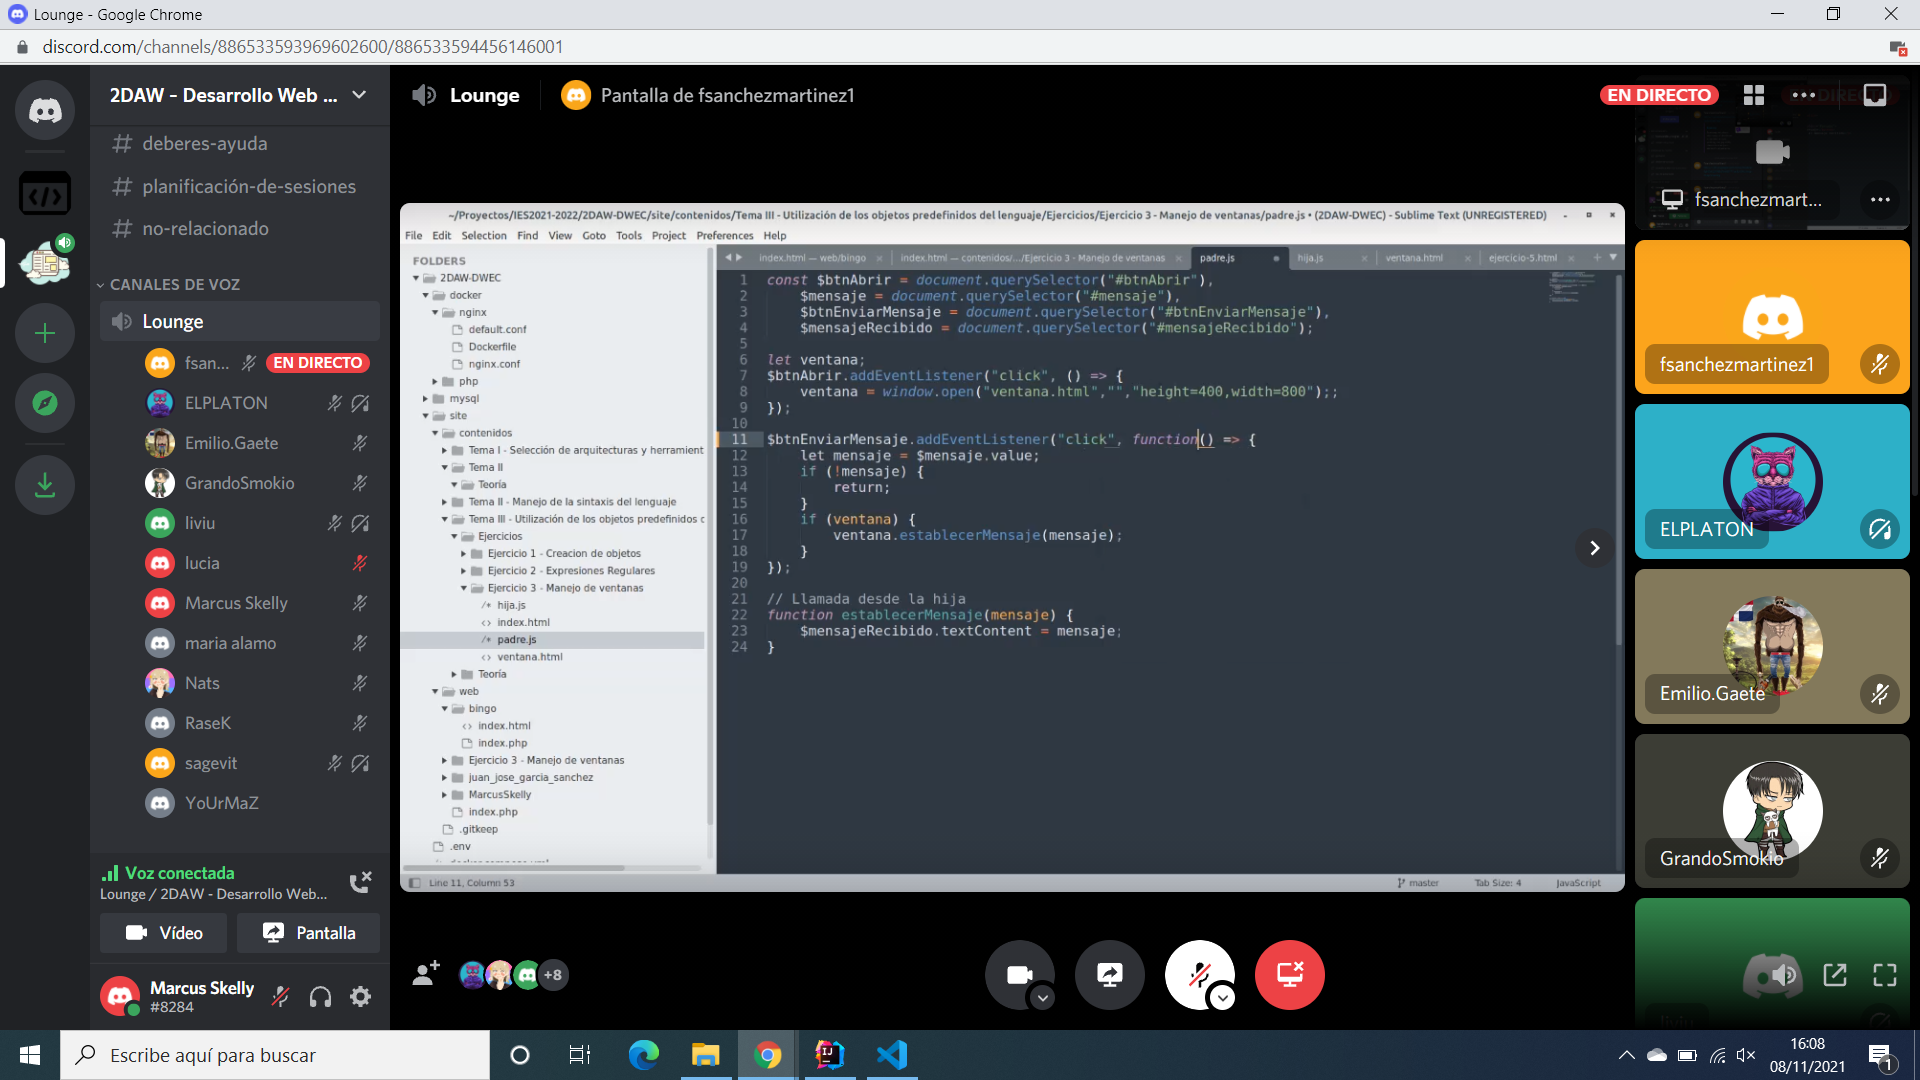 Lounge - Google Chrome
discord.com/channels/886533593969602600/886533594456146001
2DAW - Desarrollo Web ...
deberes-ayuda
planificación-de-sesiones
no-relacionado
CANALES DE VOZ
Lounge
fsan... EN DIRECTO
ELPLATON
Emilio.Gaete
GrandoSmokio
liviu
lucia
Marcus Skelly
maria alamo
Nats
RaseK
sagevit
YoUrMaZ
Voz conectada
Lounge / 2DAW - Desarrollo Web...
Vídeo
Pantalla
Marcus Skelly
#8284
Lounge
Pantalla de fsanchezmartinez1
EN DIRECTO
~/Proyectos/IES2021-2022/2DAW-DWEC/site/contenidos/Tema III - Utilización de los objetos predefinidos del lenguaje/Ejercicios/Ejercicio 3 - Manejo de ventanas/padre.js • (2DAW-DWEC) - Sublime Text (UNREGISTERED)
File Edit Selection Find View Goto Tools Project Preferences Help
FOLDERS
2DAW-DWEC
docker
nginx
default.conf
Dockerfile
nginx.conf
php
mysql
site
contenidos
Tema I - Selección de arquitecturas y herramient
Tema II
Teoría
Tema II - Manejo de la sintaxis del lenguaje
Tema III - Utilización de los objetos predefinidos
Ejercicios
Ejercicio 1 - Creacion de objetos
Ejercicio 2 - Expresiones Regulares
Ejercicio 3 - Manejo de ventanas
hija.js
index.html
padre.js
ventana.html
Teoría
web
bingo
index.html
index.php
Ejercicio 3 - Manejo de ventanas
juan_jose_garcia_sanchez
MarcusSkelly
index.php
.gitkeep
.env
index.html — web/bingo
index.html — contenidos/.../Ejercicio 3 - Manejo de ventanas
padre.js
hija.js
ventana.html
ejercicio-5.html
1 const $btnAbrir = document.querySelector("#btnAbrir"),
2 $mensaje = document.querySelector("#mensaje"),
3 $btnEnviarMensaje = document.querySelector("#btnEnviarMensaje"),
4 $mensajeRecibido = document.querySelector("#mensajeRecibido");
5
6 let ventana;
7 $btnAbrir.addEventListener("click", () => {
8 ventana = window.open("ventana.html","","height=400,width=800");;
9 });
10
11 $btnEnviarMensaje.addEventListener("click", function() => {
12 let mensaje = $mensaje.value;
13 if (!mensaje) {
14 return;
15 }
16 if (ventana) {
17 ventana.establecerMensaje(mensaje);
18 }
19 });
20
21 // Llamada desde la hija
22 function establecerMensaje(mensaje) {
23 $mensajeRecibido.textContent = mensaje;
24 }
Line 11, Column 53
master
Tab Size: 4
JavaScript
+8
fsanchezmart...
fsanchezmartinez1
ELPLATON
Emilio.Gaete
GrandoSmokio
liviu
Escribe aquí para buscar
16:08
08/11/2021
1